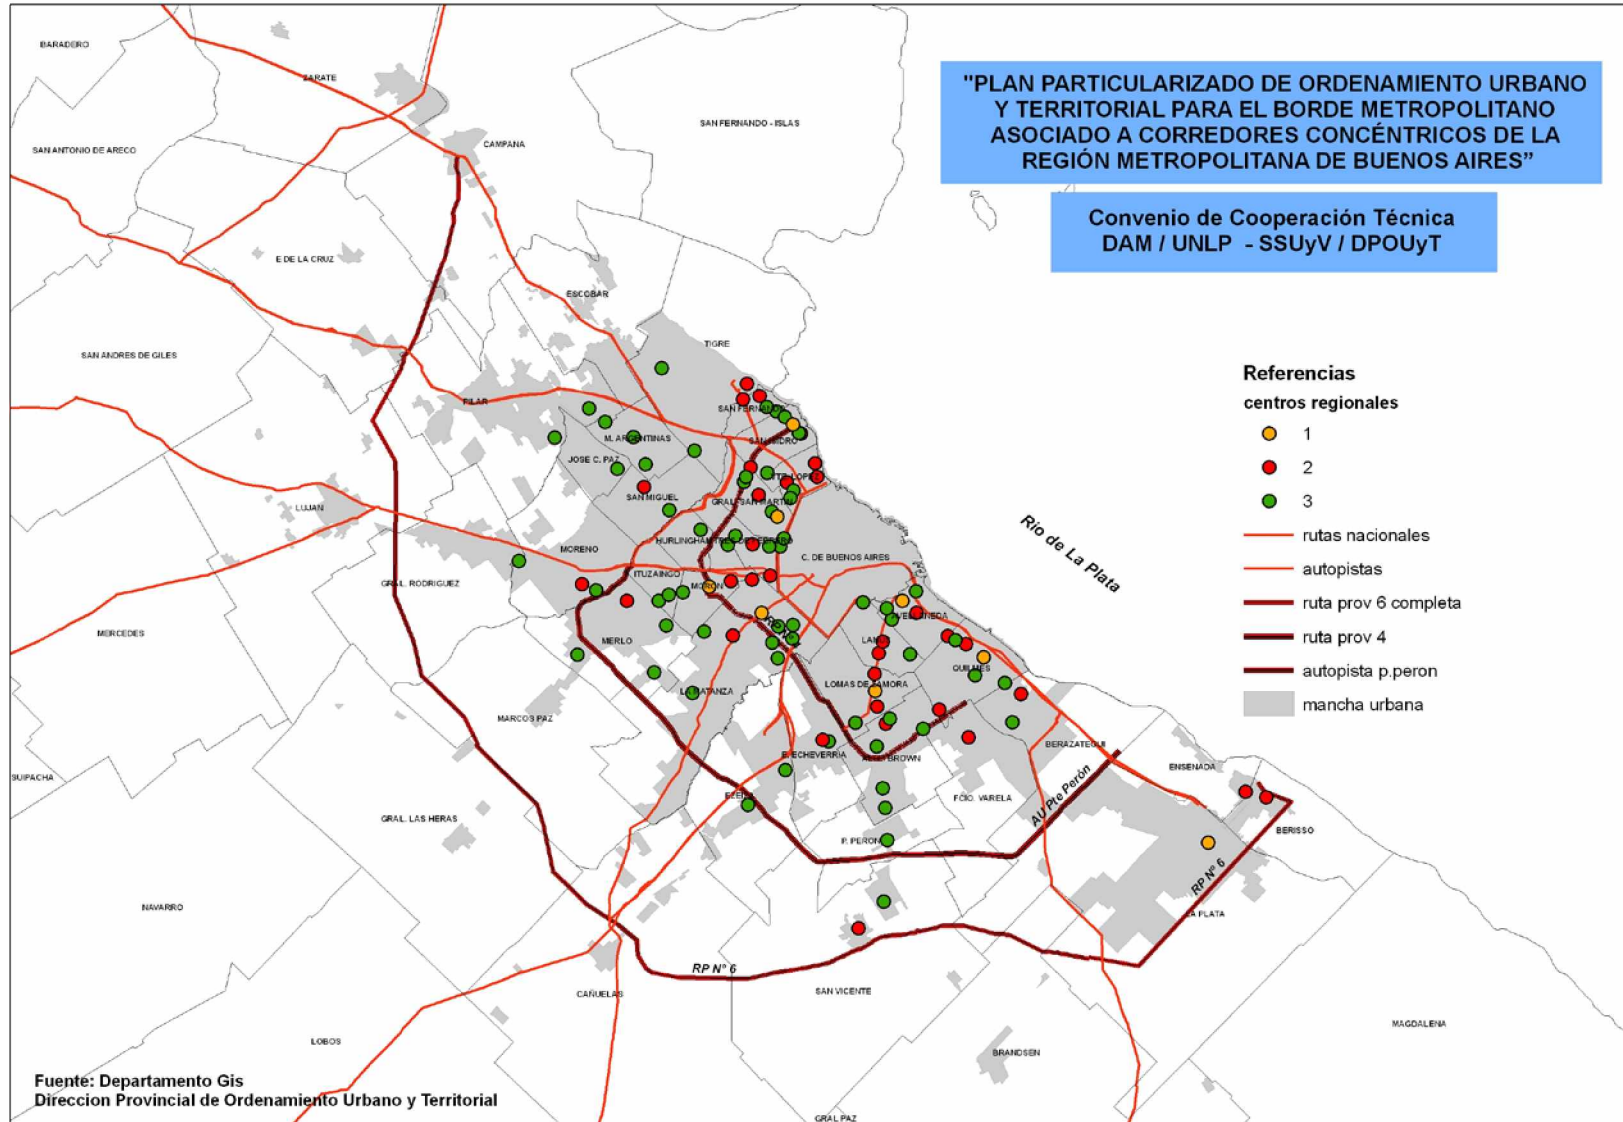 BARADERO
ZARATE
SAN ANTONIO DE ARECO
CAMPANA
SAN FERNANDO - ISLAS
"PLAN PARTICULARIZADO DE ORDENAMIENTO URBANO
Y TERRITORIAL PARA EL BORDE METROPOLITANO
ASOCIADO A CORREDORES CONCÉNTRICOS DE LA
REGIÓN METROPOLITANA DE BUENOS AIRES”
Convenio de Cooperación Técnica
DAM / UNLP - SSUyV / DPOUyT
E DE LA CRUZ
ESCOBAR
SAN ANDRES DE GILES
TIGRE
PILAR
SAN FERNANDO
M. ARGENTINAS
SAN ISIDRO
JOSE C. PAZ
SAN MIGUEL
GRAL. SAN MARTIN
LUJAN
HURLINGHAM
MORENO
C. DE BUENOS AIRES
ITUZAINGO
MORON
GRAL. RODRIGUEZ
MERCEDES
AVELLANEDA
MERLO
LANUS
QUILMES
LA MATANZA
LOMAS DE ZAMORA
MARCOS PAZ
BERAZATEGUI
E. ECHEVERRIA
ALTE. BROWN
ENSENADA
SUIPACHA
EZEIZA
FCIO. VARELA
AU Pte Perón
GRAL. LAS HERAS
BERISSO
P. PERON
RP Nº 6
NAVARRO
LA PLATA
RP Nº 6
CAÑUELAS
SAN VICENTE
LOBOS
BRANDSEN
MAGDALENA
GRAL PAZ
Rio de La Plata
Referencias
centros regionales
1
2
3
rutas nacionales
autopistas
ruta prov 6 completa
ruta prov 4
autopista p.peron
mancha urbana
Fuente: Departamento Gis
Direccion Provincial de Ordenamiento Urbano y Territorial